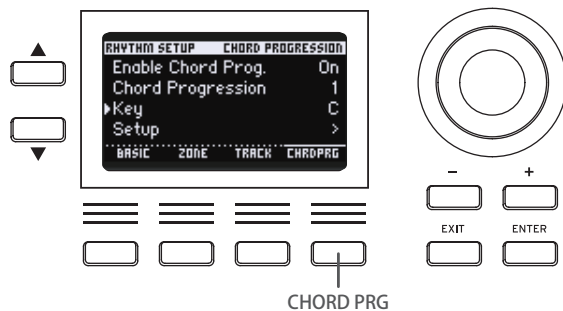 RHYTHM SETUP CHORD PROGRESSION
Enable Chord Prog. On
Chord Progression 1
Key C
Setup >
BASIC ZONE TRACK CHRDPRG
- +
EXIT ENTER
CHORD PRG